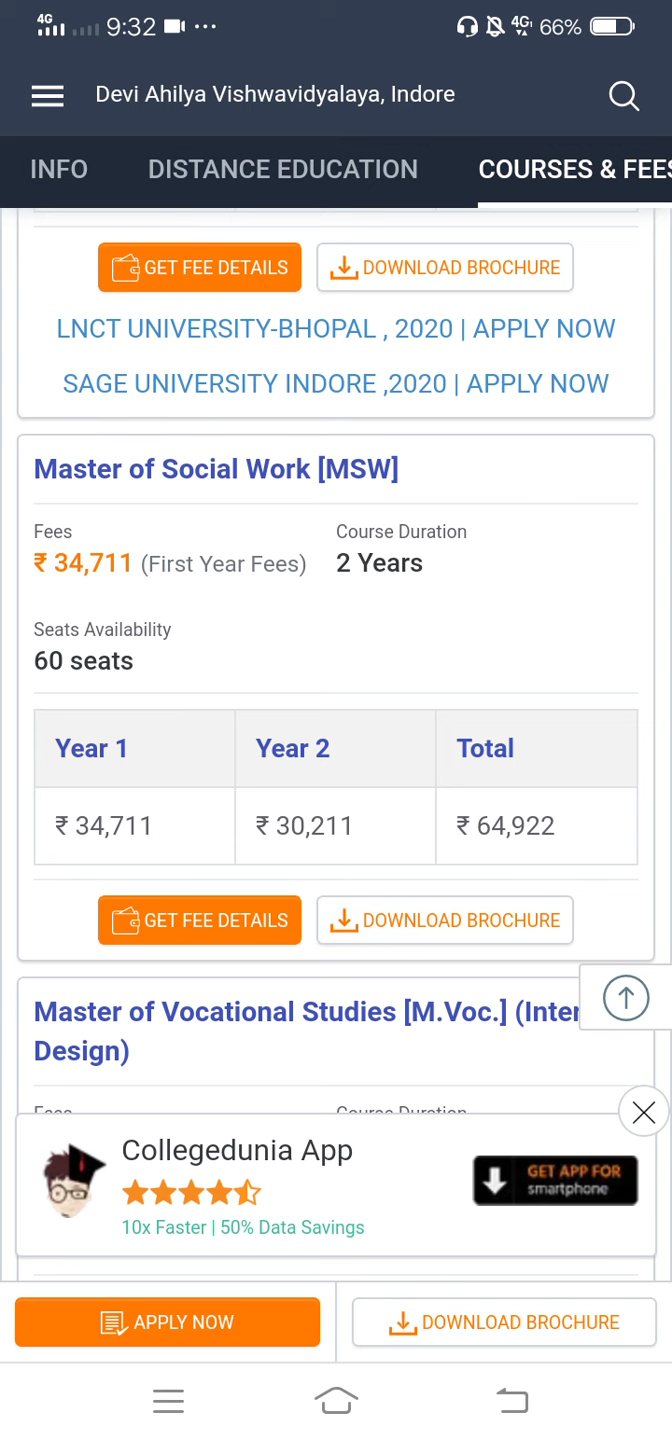 4G 9:32 ... 4G 66%
Devi Ahilya Vishwavidyalaya, Indore
INFO DISTANCE EDUCATION COURSES & FEES
GET FEE DETAILS DOWNLOAD BROCHURE
LNCT UNIVERSITY-BHOPAL , 2020 | APPLY NOW
SAGE UNIVERSITY INDORE ,2020 | APPLY NOW
Master of Social Work [MSW]
Fees Course Duration
₹ 34,711 (First Year Fees) 2 Years
Seats Availability
60 seats
Year 1 Year 2 Total
₹ 34,711 ₹ 30,211 ₹ 64,922
GET FEE DETAILS DOWNLOAD BROCHURE
Master of Vocational Studies [M.Voc.] (Inter
Design)
Fees Course Duration
Collegedunia App
GET APP FOR
smartphone
10x Faster | 50% Data Savings
APPLY NOW DOWNLOAD BROCHURE